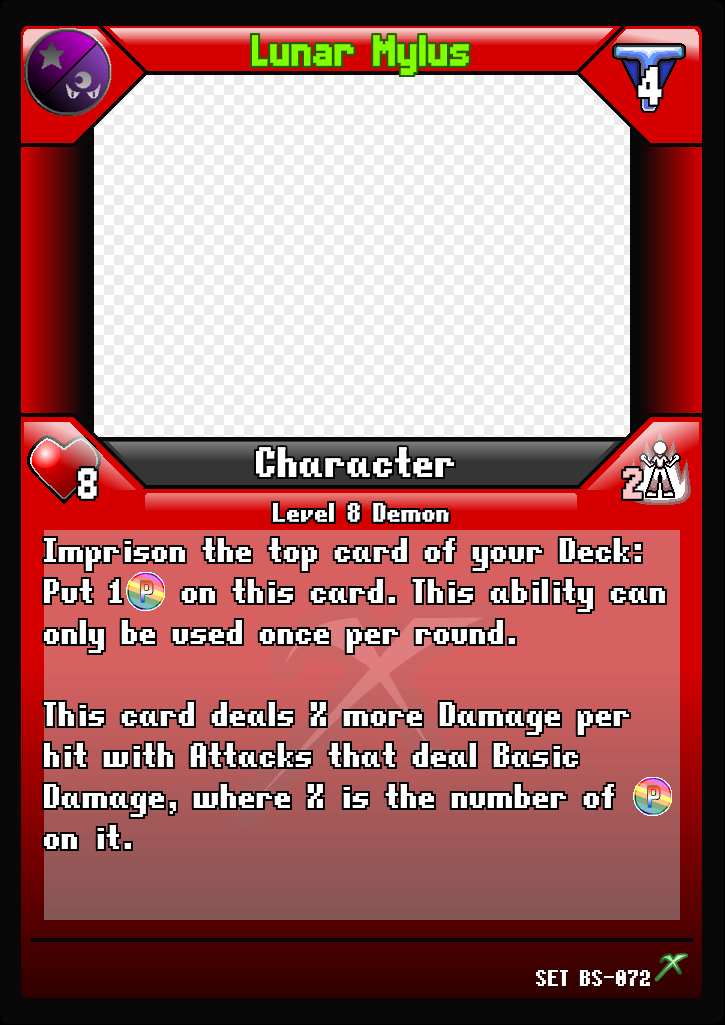 Lunar Mylus
4
Character
8
2
Level 8 Demon
Imprison the top card of your Deck:
Put 1 P on this card. This ability can
only be used once per round.
This card deals X more Damage per
hit with Attacks that deal Basic
Damage, where X is the number of P
on it.
SET BS-072